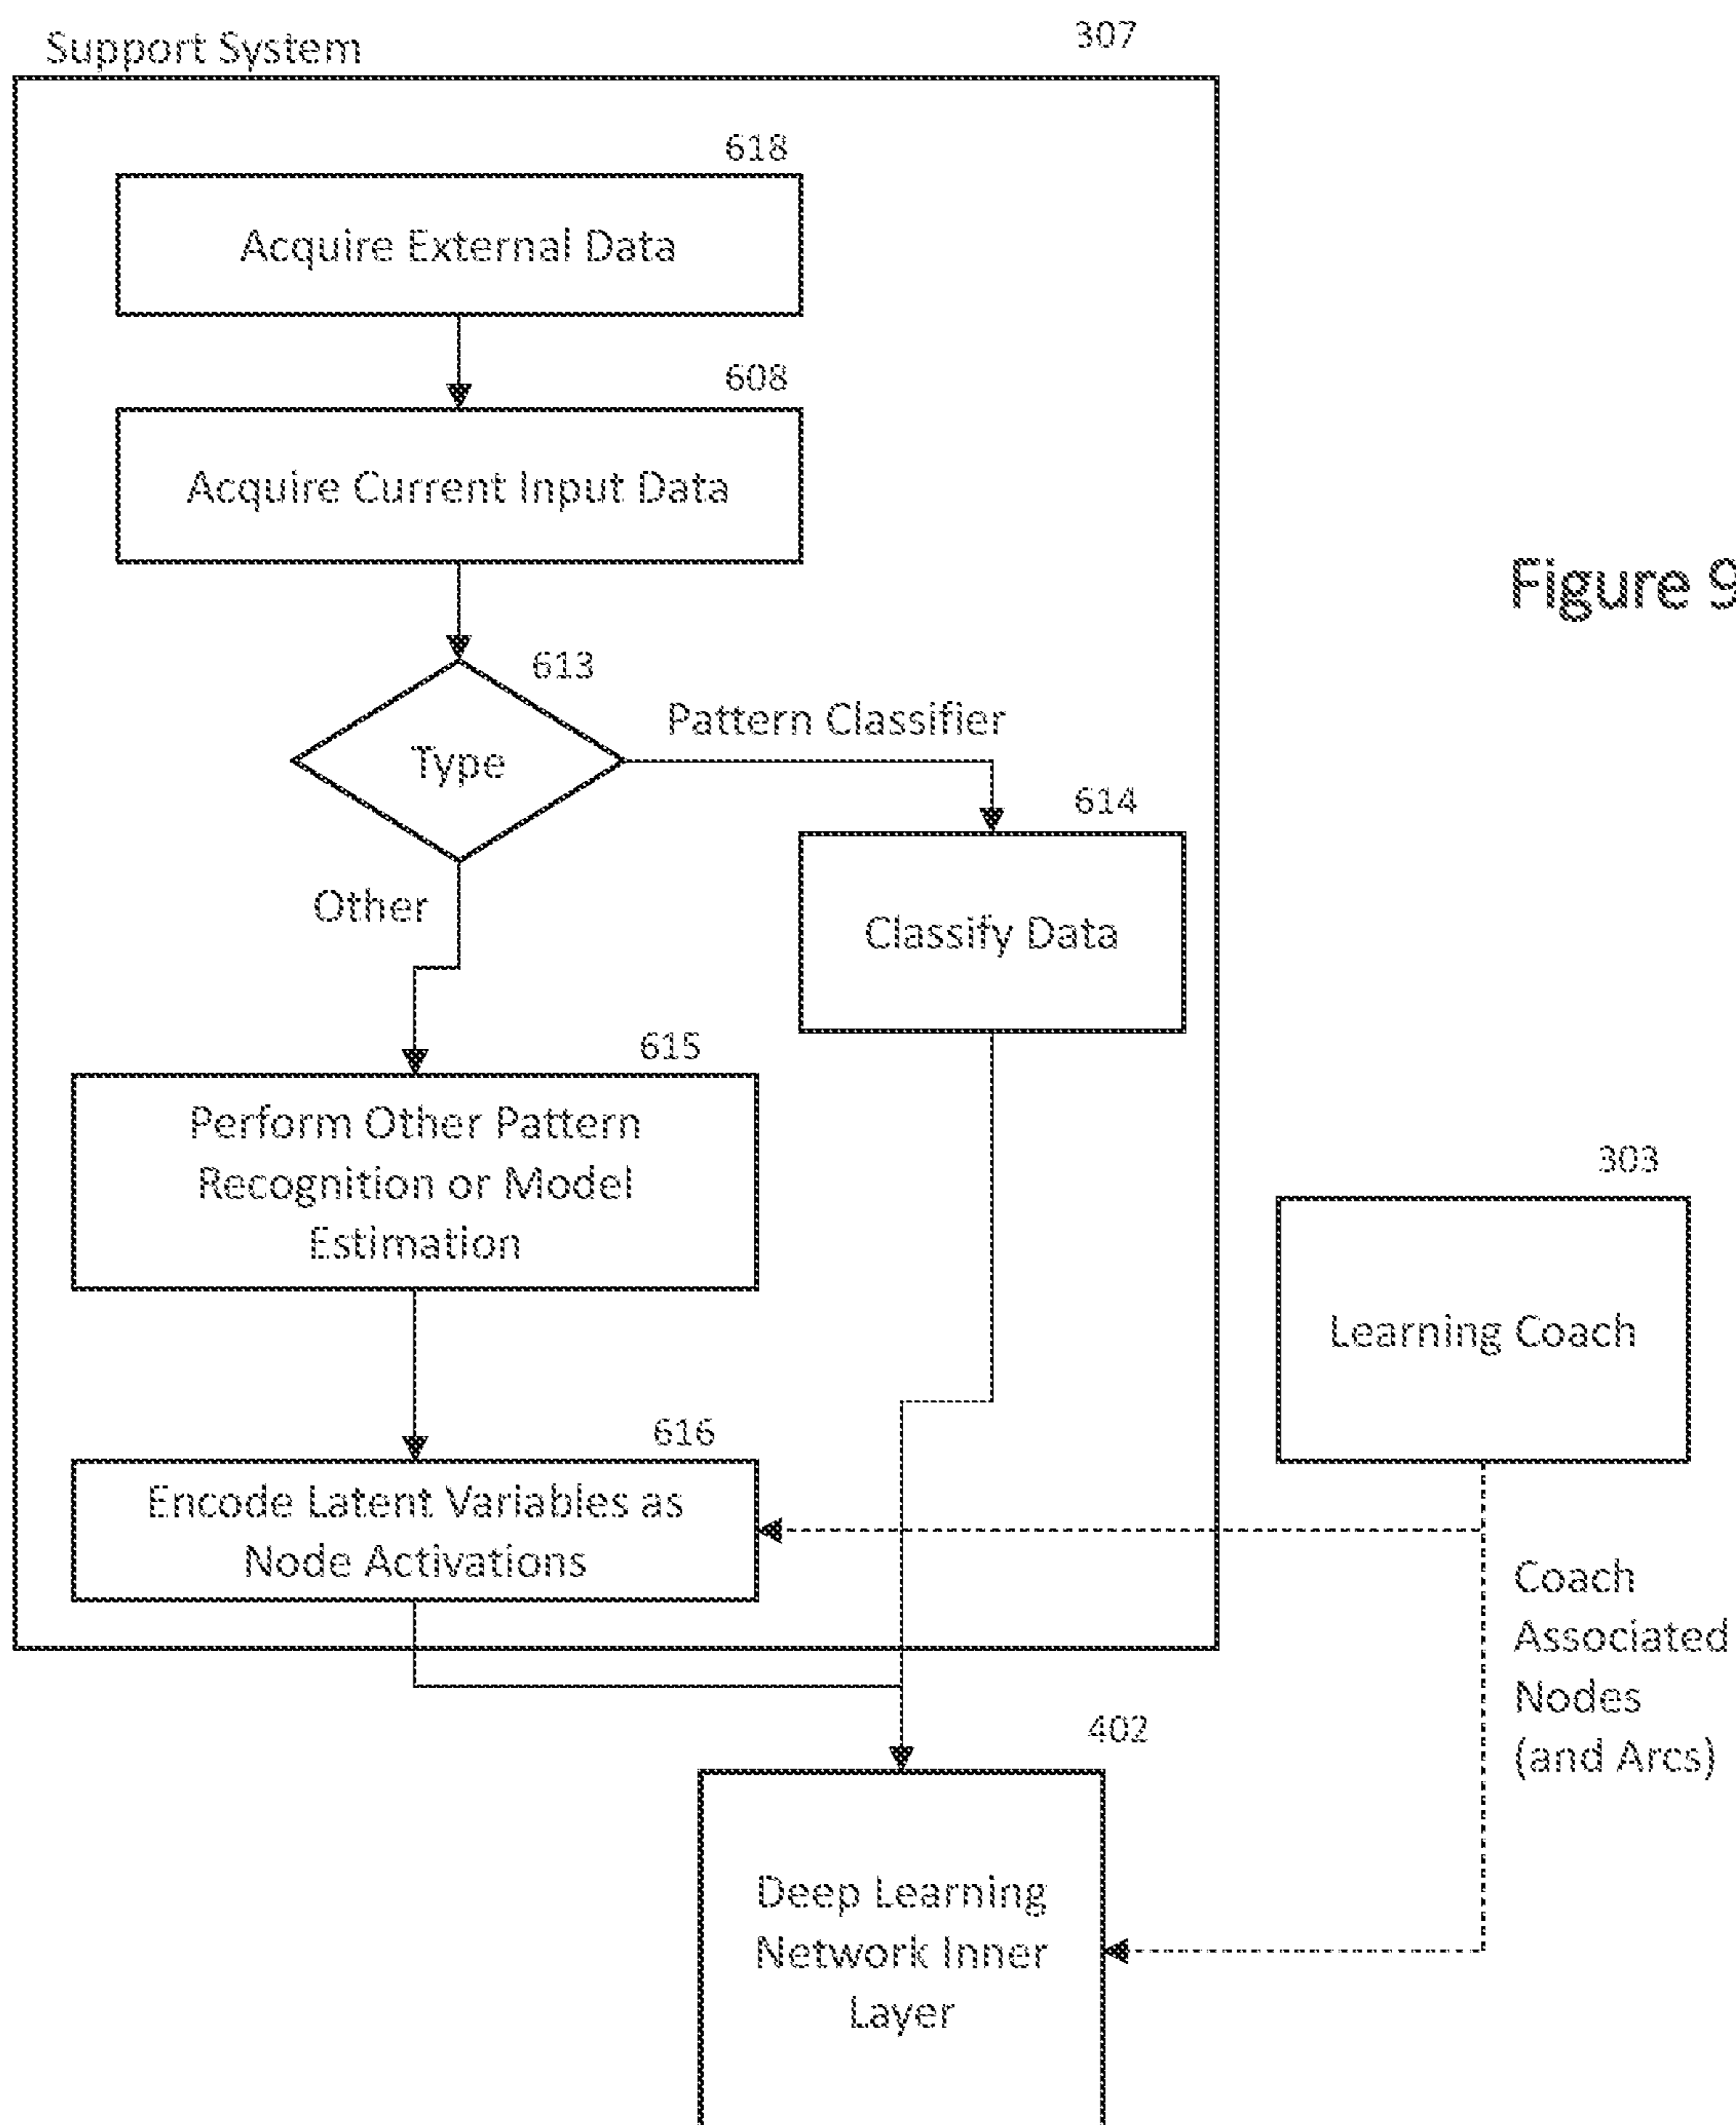 Support System
307
618
Acquire External Data
608
Acquire Current Input Data
Figure 9
613
Type
Pattern Classifier
614
Classify Data
Other
615
Perform Other Pattern
Recognition or Model
Estimation
303
Learning Coach
616
Encode Latent Variables as
Node Activations
Coach
Associated
Nodes
(and Arcs)
402
Deep Learning
Network Inner
Layer